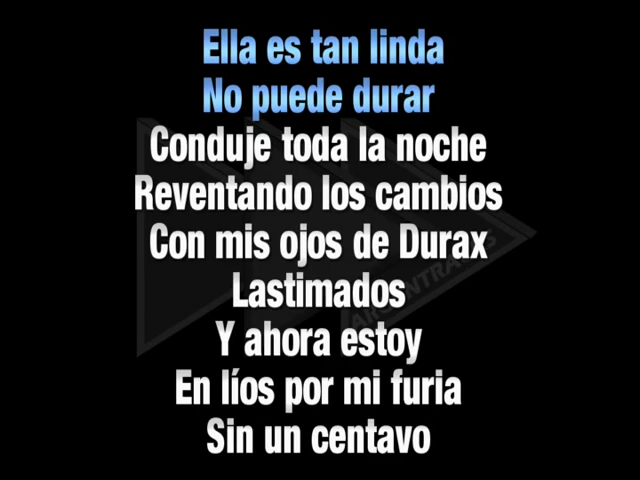 Ella es tan linda
No puede durar
Conduje toda la noche
Reventando los cambios
Con mis ojos de Durax
Lastimados
Y ahora estoy
En líos por mi furia
Sin un centavo